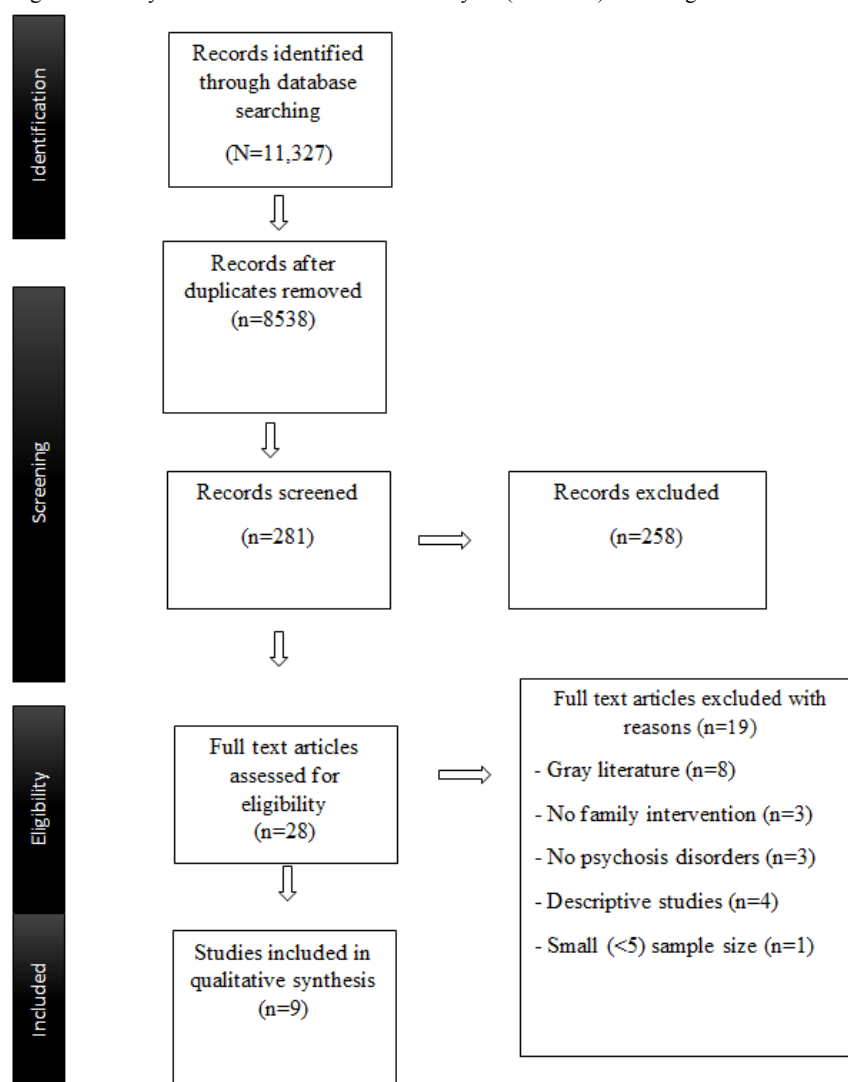 Identification
Records identified
through database
searching
(N=11,327)
Records after
duplicates removed
(n=8538)
Screening
Records screened
(n=281)
Records excluded
(n=258)
Eligibility
Full text articles
assessed for
eligibility
(n=28)
Full text articles excluded with
reasons (n=19)
- Gray literature (n=8)
- No family intervention (n=3)
- No psychosis disorders (n=3)
- Descriptive studies (n=4)
- Small (<5) sample size (n=1)
Included
Studies included in
qualitative synthesis
(n=9)